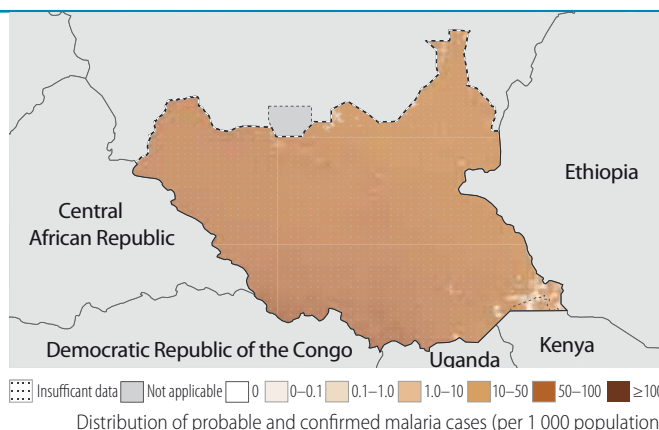 Ethiopia
Central
African Republic
Democratic Republic of the Congo
Uganda
Kenya
Insufficant data Not applicable 0 0–0.1 0.1–1.0 1.0–10 10–50 50–100 ≥100
Distribution of probable and confirmed malaria cases (per 1 000 population